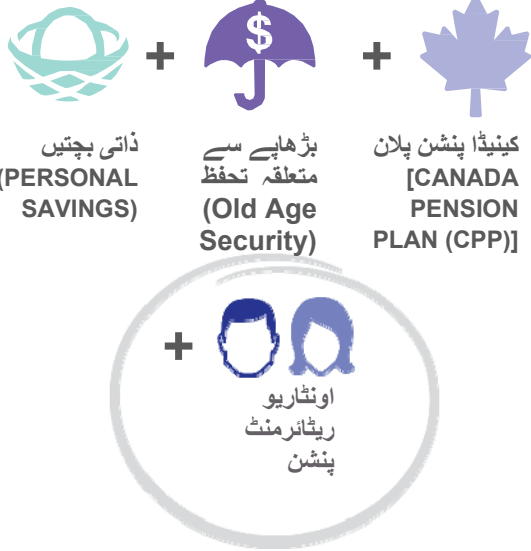 +
+
$
کینیڈا پنشن پلان
[CANADA
PENSION
PLAN (CPP)]
بڑھاپے سے
متعلقہ تحفظ
(Old Age
Security)
ذاتی بچتیں
(PERSONAL
SAVINGS)
+
اونٹاریو
ریٹائرمنٹ
پنشن